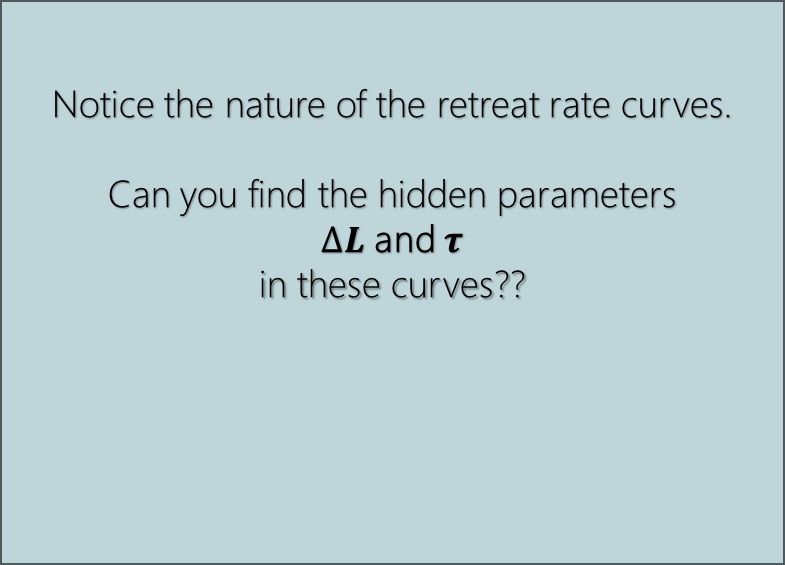 Notice the nature of the retreat rate curves.
Can you find the hidden parameters
Δ𝑳 and 𝝉
in these curves??